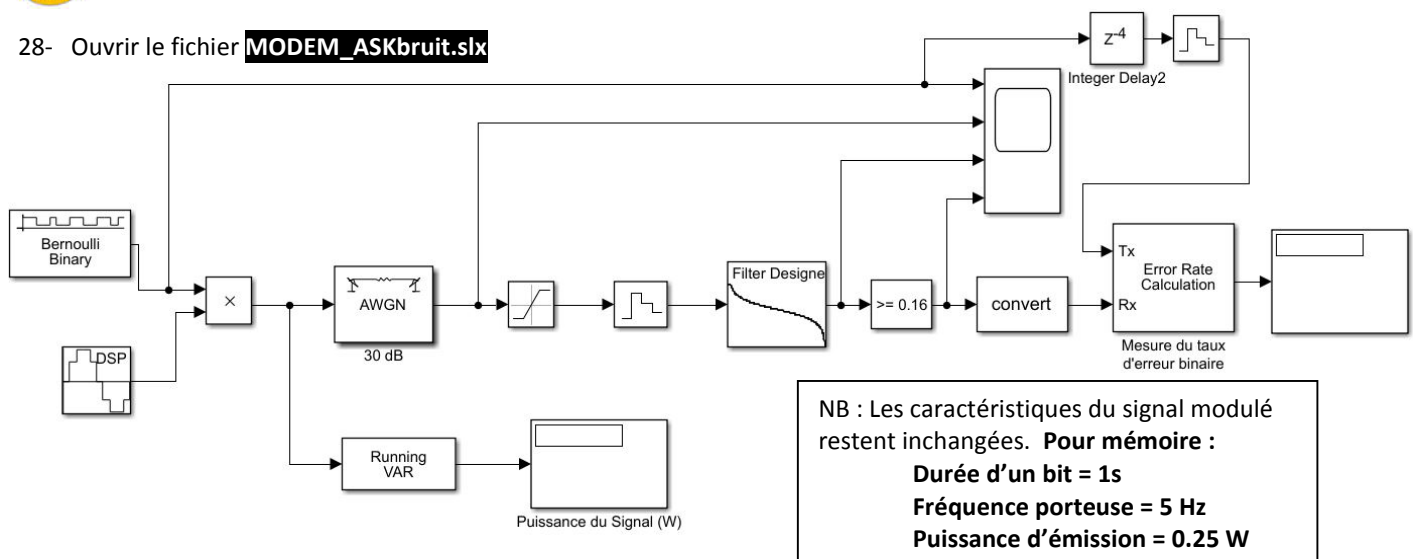 28- Ouvrir le fichier MODEM_ASKbruit.slx
Z-4
Integer Delay2
Bernoulli
Binary
×
AWGN
30 dB
Filter Designe
>= 0.16
convert
Tx
Error Rate
Calculation
Rx
Mesure du taux
d'erreur binaire
DSP
Running
VAR
Puissance du Signal (W)
NB : Les caractéristiques du signal modulé
restent inchangées. Pour mémoire :
Durée d’un bit = 1s
Fréquence porteuse = 5 Hz
Puissance d’émission = 0.25 W